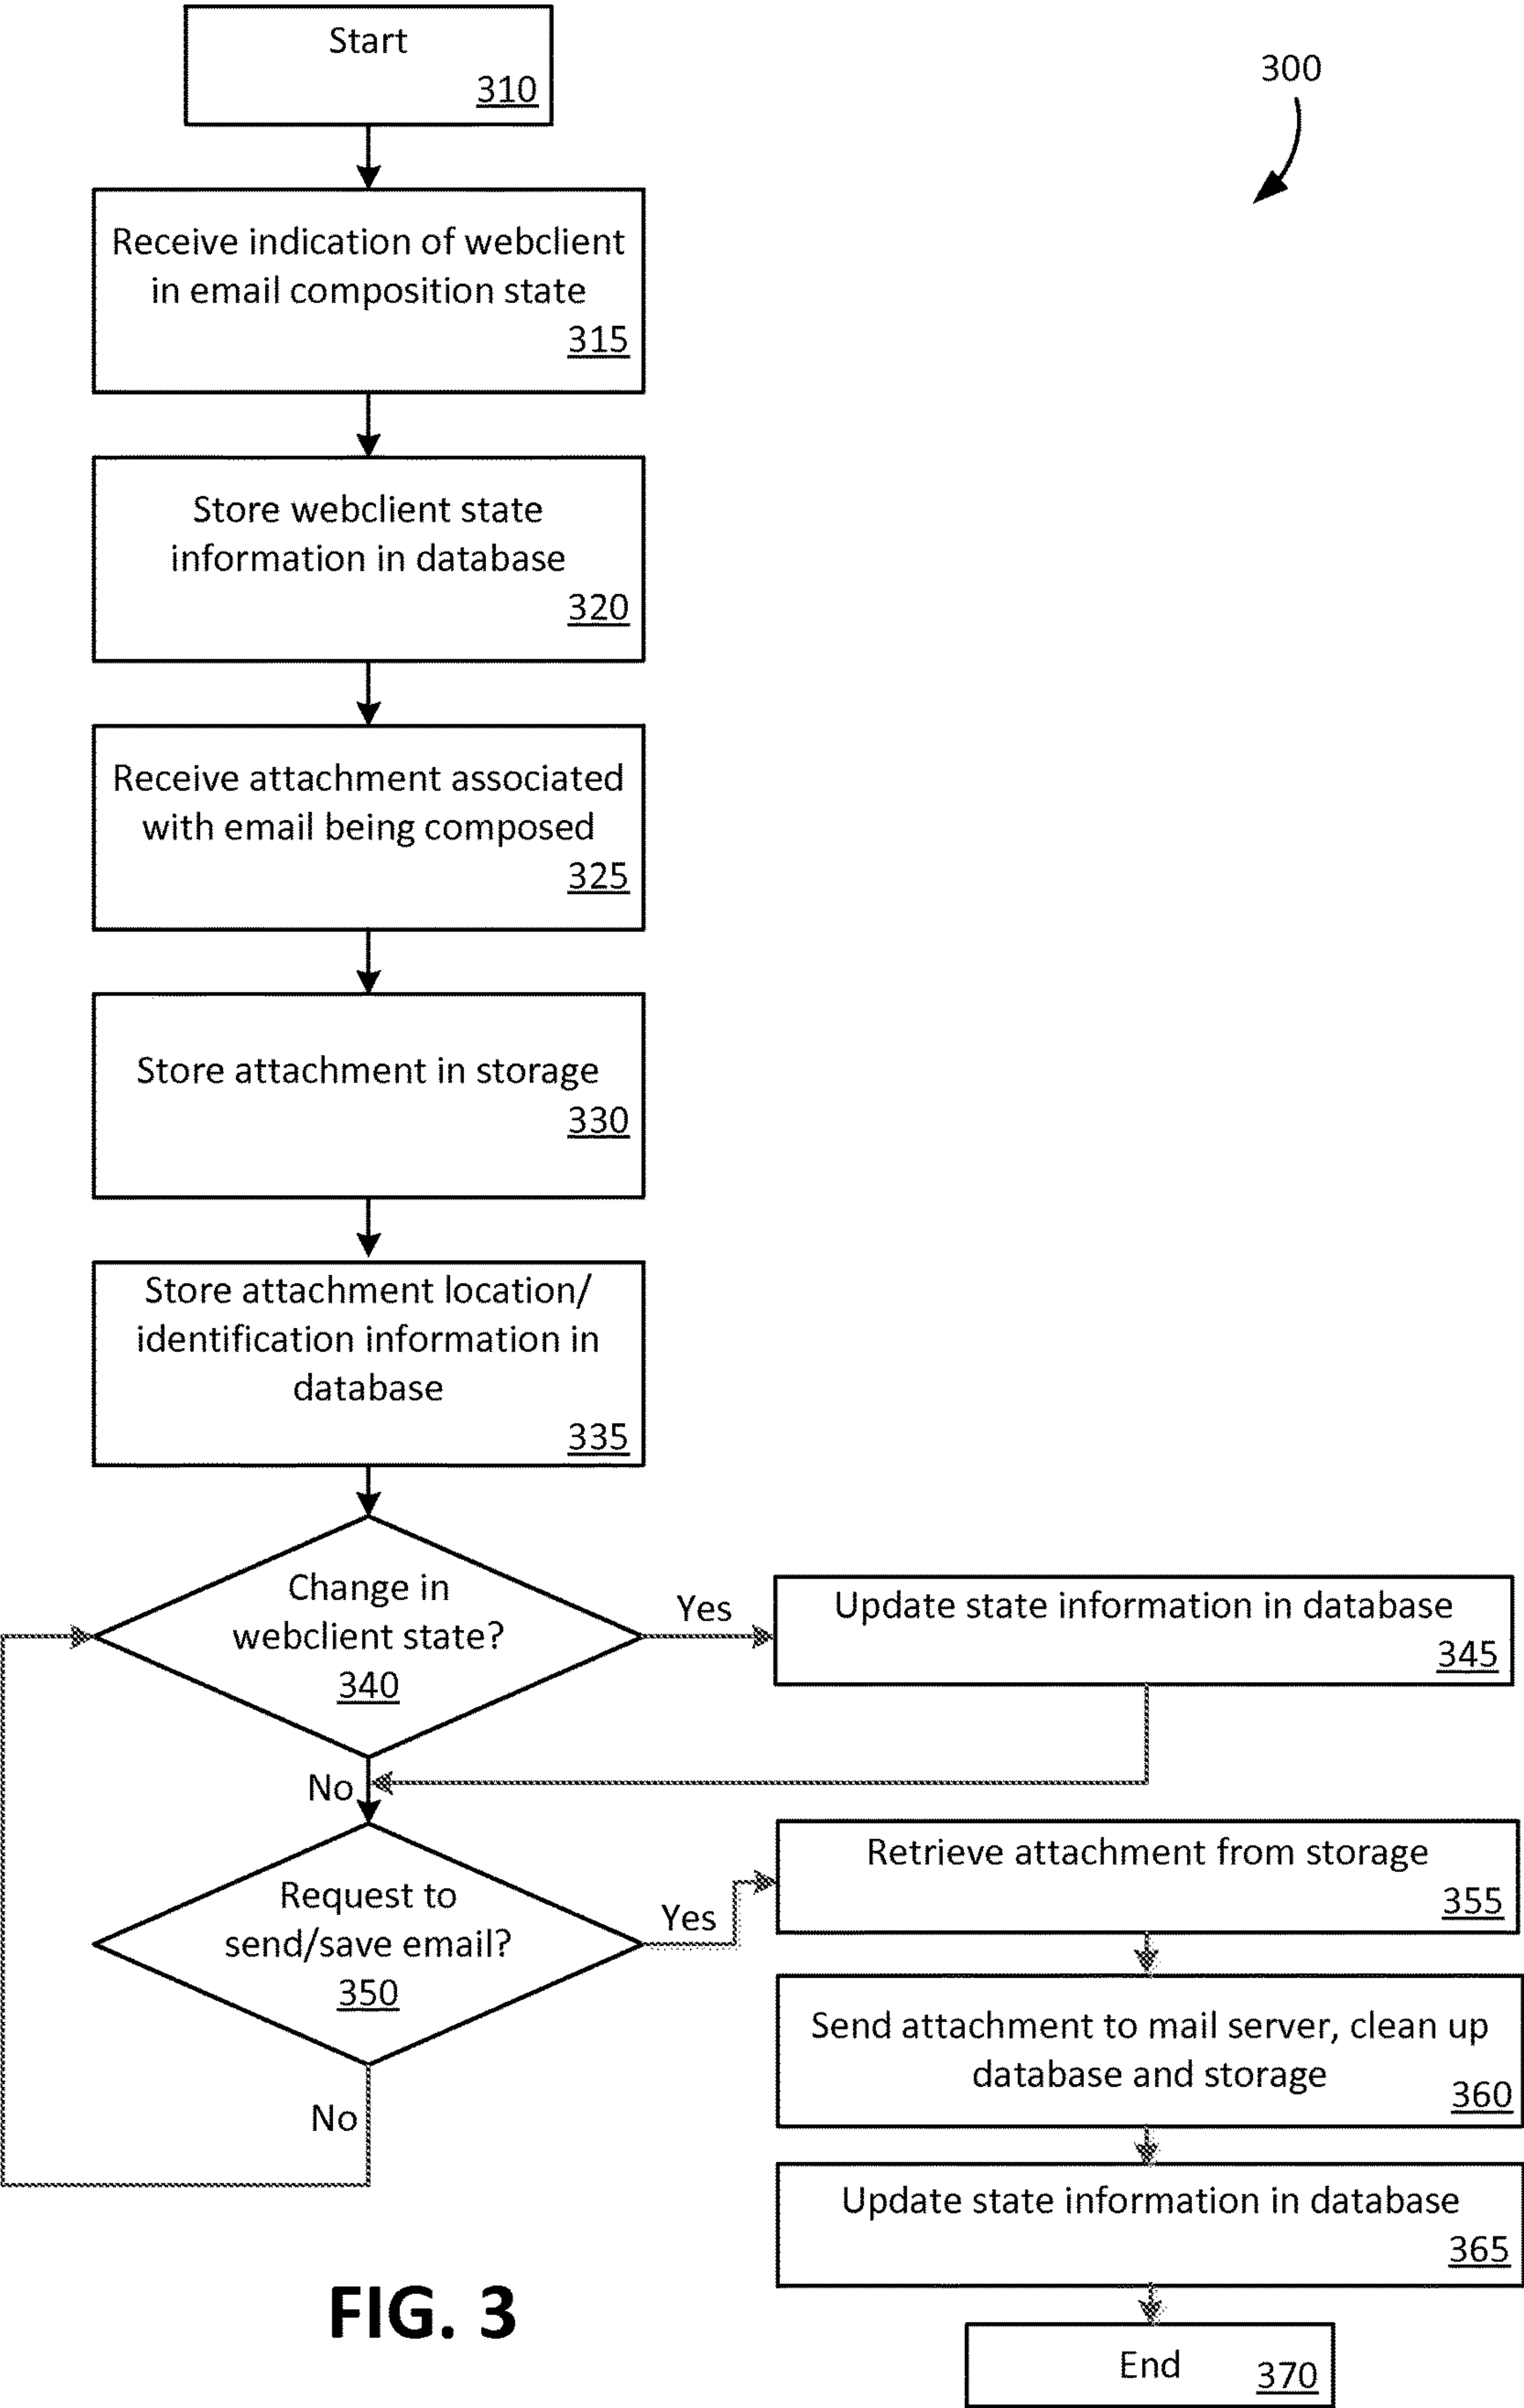 Start
310
300
Receive indication of webclient
in email composition state
315
Store webclient state
information in database
320
Receive attachment associated
with email being composed
325
Store attachment in storage
330
Store attachment location/
identification information in
database
335
Change in
webclient state?
340
Yes
Update state information in database
345
No
Request to
send/save email?
350
Yes
Retrieve attachment from storage
355
Send attachment to mail server, clean up
database and storage
360
No
Update state information in database
365
End
370
FIG. 3